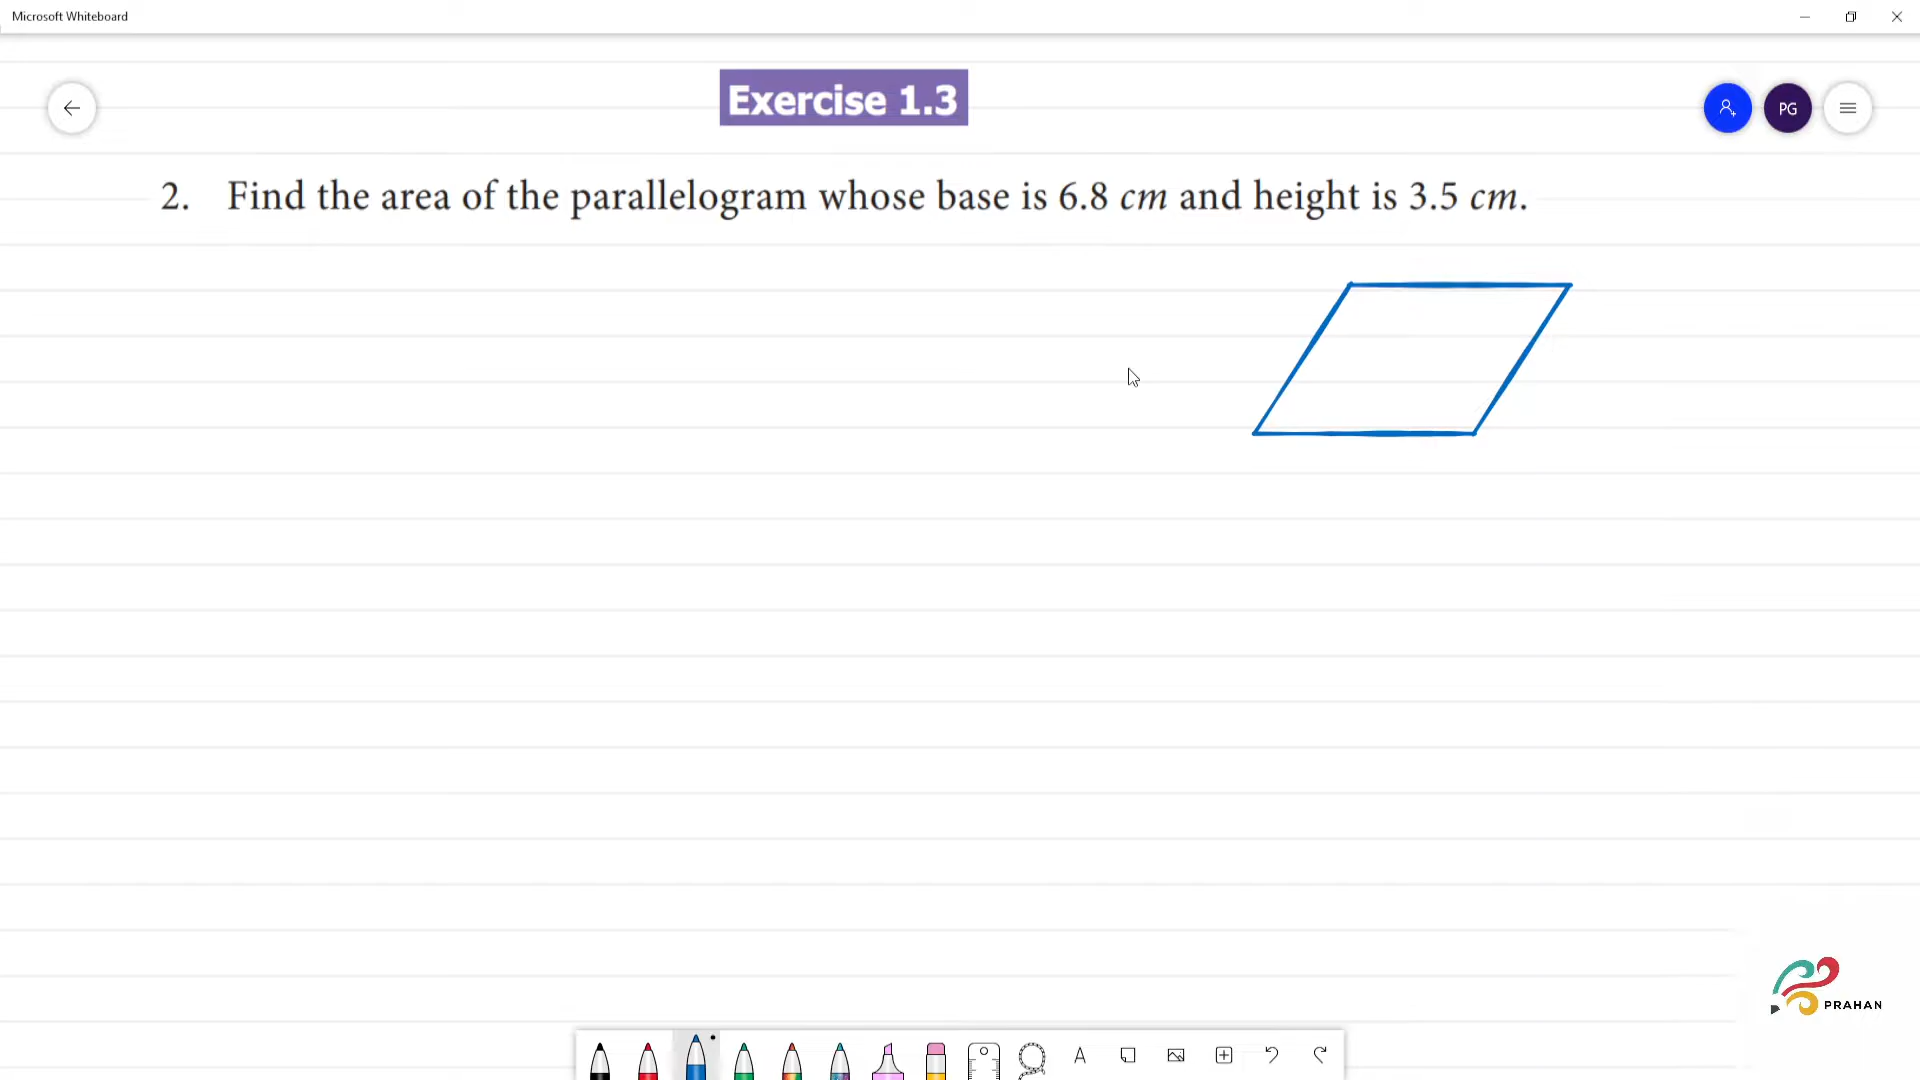 Microsoft Whiteboard
Exercise 1.3
PG
2. Find the area of the parallelogram whose base is 6.8 cm and height is 3.5 cm.
PRAHAN
A